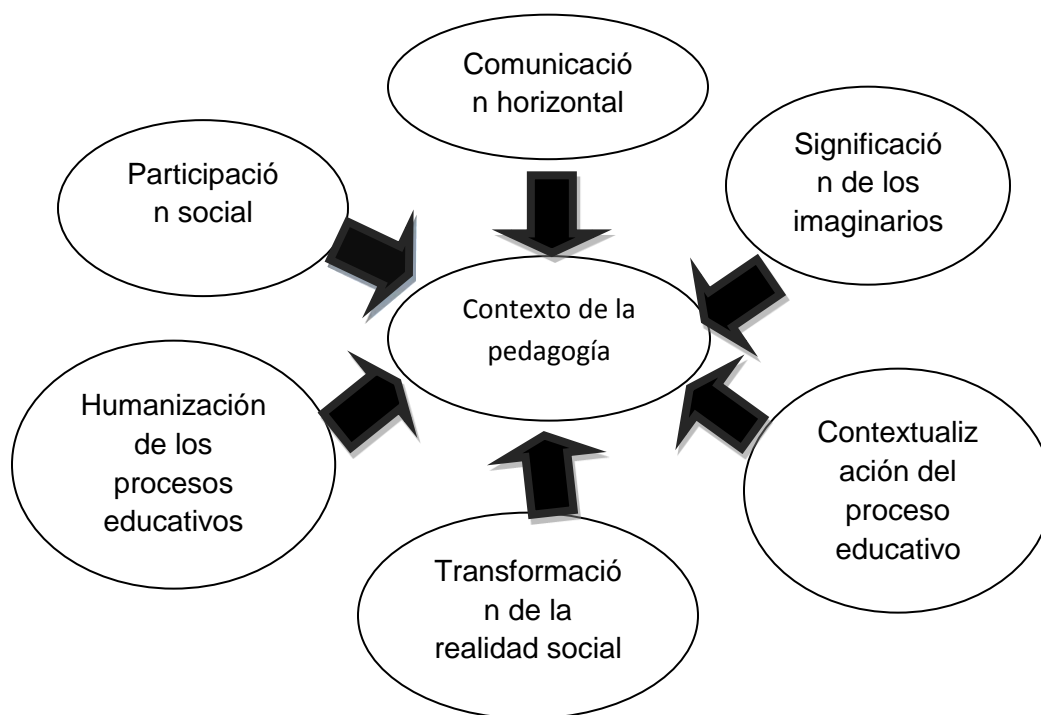 Comunicació
n horizontal
Participació
n social
Significació
n de los
imaginarios
Contexto de la
pedagogía
Humanización
de los
procesos
educativos
Contextualiz
ación del
proceso
educativo
Transformació
n de la
realidad social